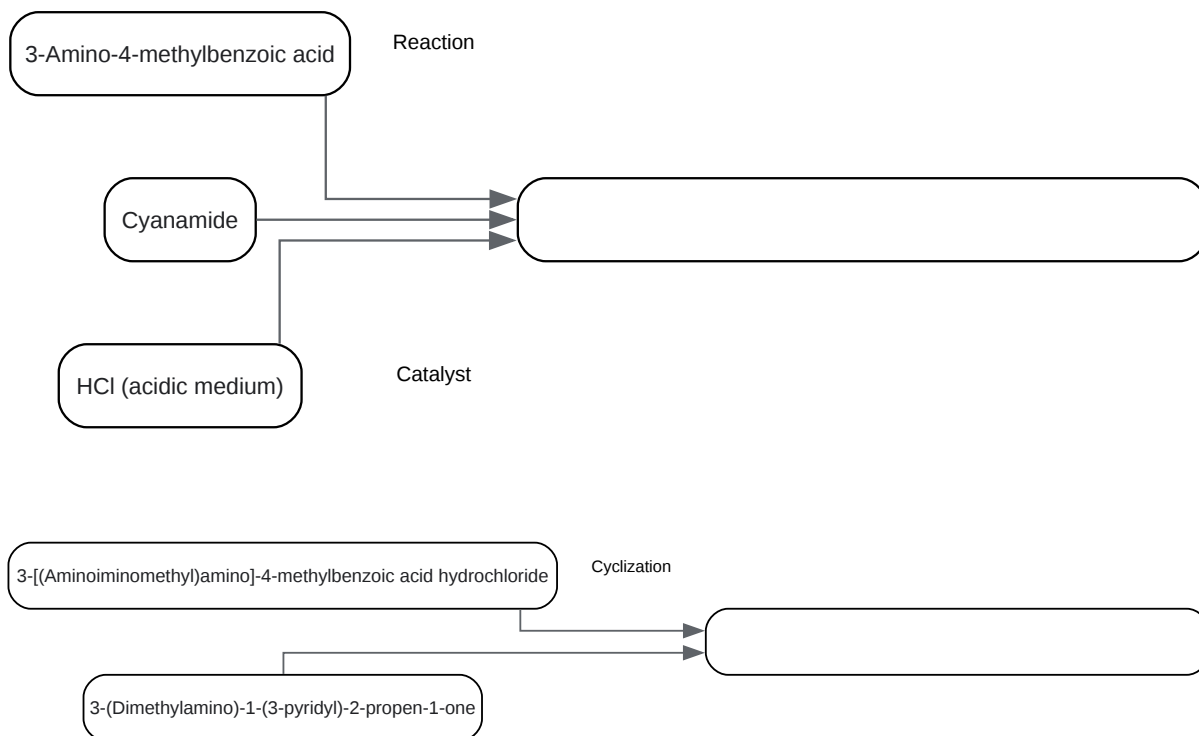 3-Amino-4-methylbenzoic acid
Reaction
Cyanamide
HCl (acidic medium)
Catalyst
3-[(Aminoiminomethyl)amino]-4-methylbenzoic acid hydrochloride
Cyclization
3-(Dimethylamino)-1-(3-pyridyl)-2-propen-1-one